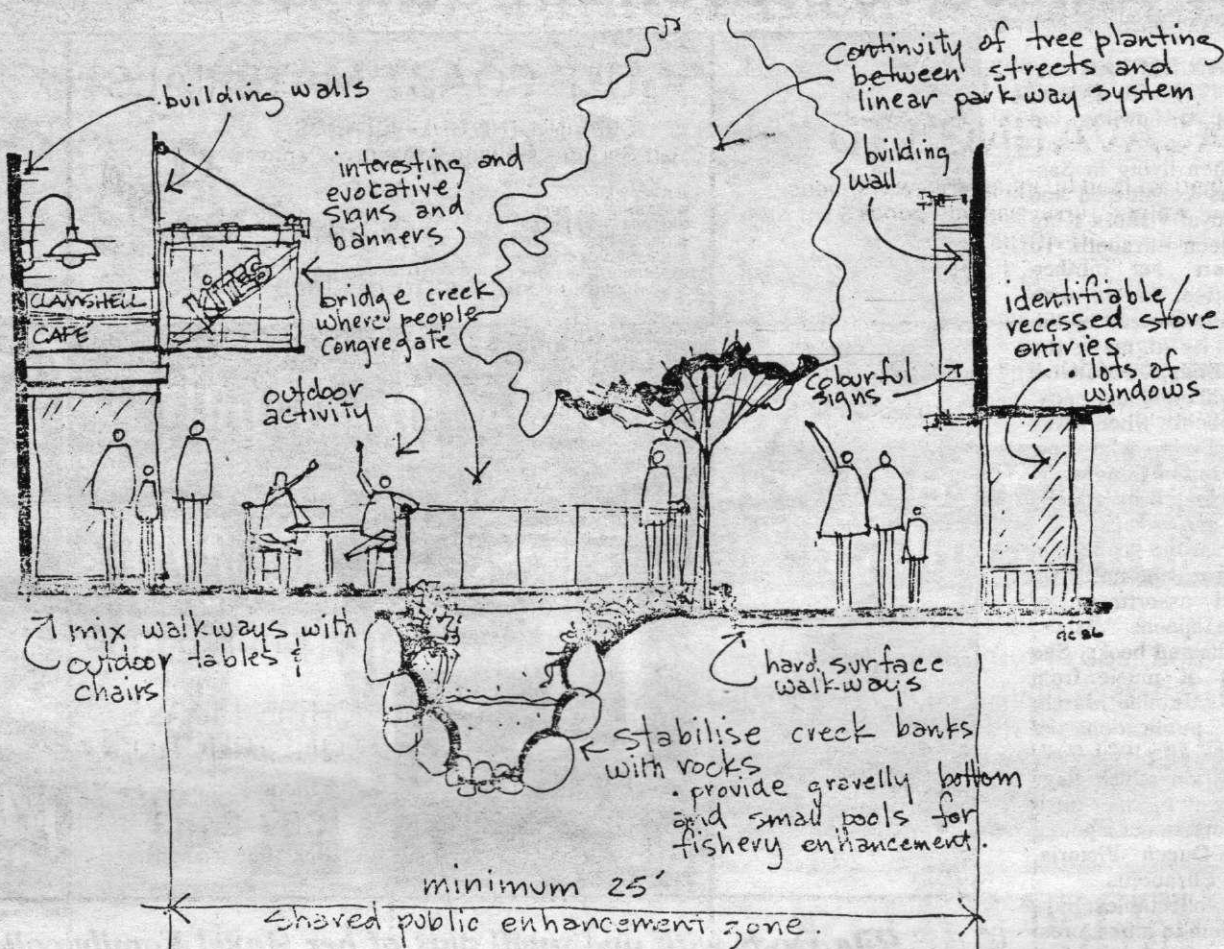 building walls
interesting and
evocative
signs and
banners
KITES
CLAMSHELL
CAFE
bridge creek
where people
congregate
outdoor
activity
continuity of tree planting
between streets and
linear park way system
building
wall
identifiable
recessed store
entries
. lots of
windows
colourful
signs
mix walkways with
outdoor tables &
chairs
hard surface
walkways
stabilise creek banks
with rocks
. provide gravelly bottom
and small pools for
fishery enhancement.
minimum 25'
shared public enhancement zone.